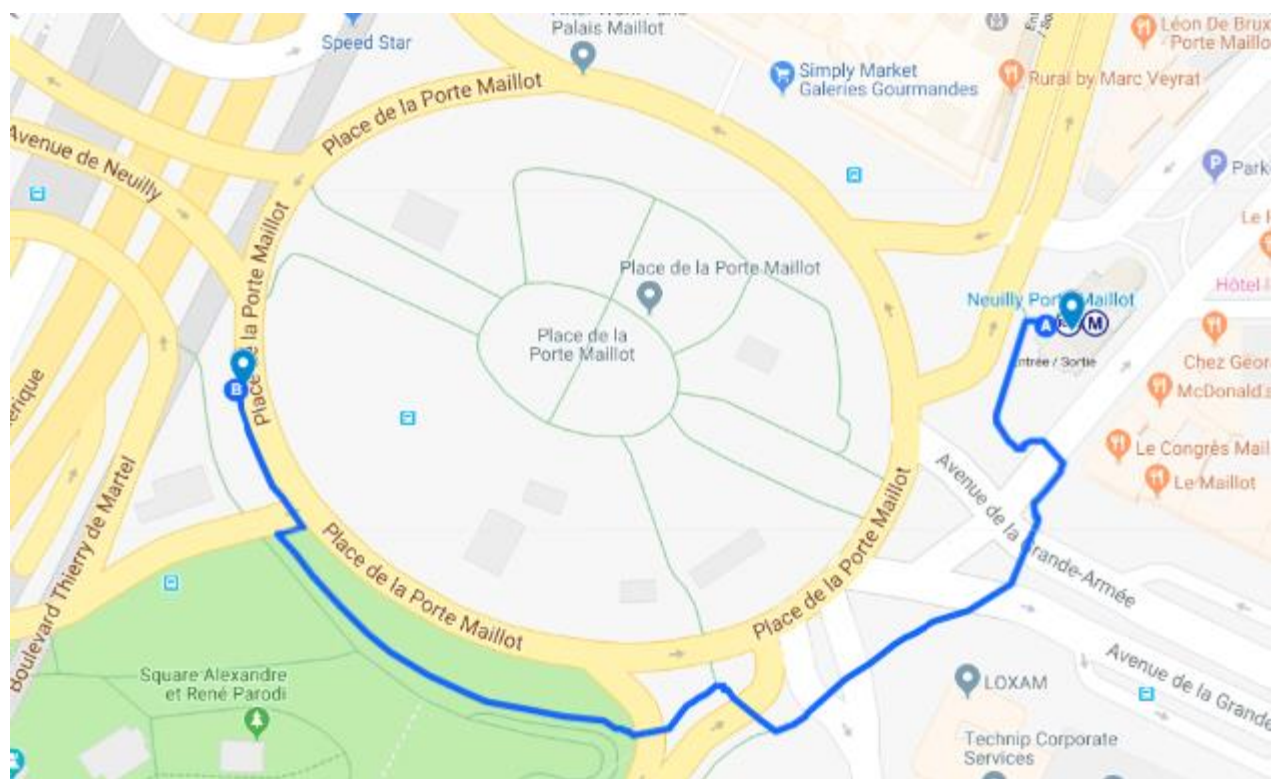 Palais Maillot
Speed Star
Simply Market
Galeries Gourmandes
Léon De Brux
Porte Maillo
Rural by Marc Veyrat
P
Park
Avenue de Neuilly
Place de la Porte Maillot
Place de la Porte Maillot
Place de la Porte Maillot
Place de la
Porte Maillot
Neuilly Porte Maillot
A
M
Entrée / Sortie
Hôtel
Chez Geor
McDonald's
Le Congrès Mail
Le Maillot
B
Boulevard Thierry de Martel
Place de la Porte Maillot
Place de la Porte Maillot
Avenue de la Grande-Armée
Avenue de la Grande
Square Alexandre
et René Parodi
LOXAM
Technip Corporate
Services